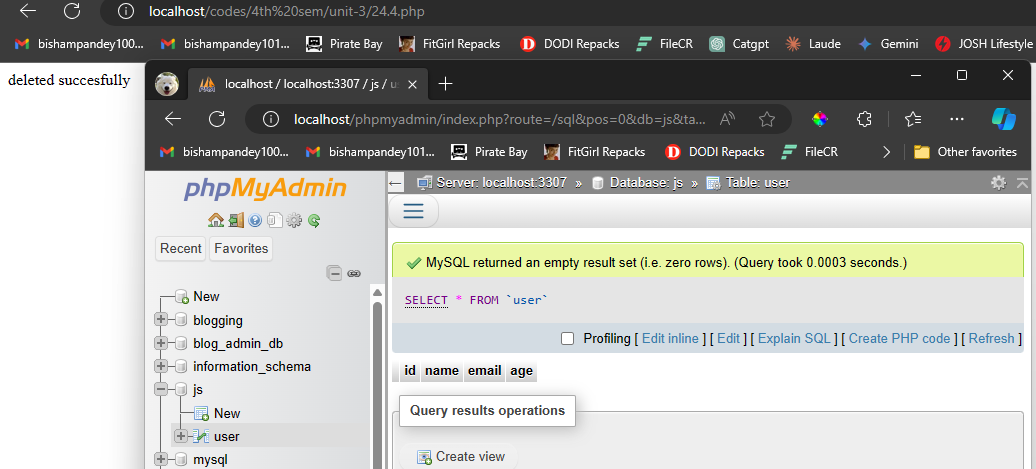 localhost/codes/4th%20sem/unit-3/24.4.php
bishampandey100... bishampandey101... Pirate Bay FitGirl Repacks DODI Repacks FileCR Catgpt Laude Gemini JOSH Lifestyle
deleted succesfully
localhost / localhost:3307 / js / us
localhost/phpmyadmin/index.php?route=/sql&pos=0&db=js&ta...
bishampandey100... bishampandey101... Pirate Bay FitGirl Repacks DODI Repacks FileCR Other favorites
phpMyAdmin
Recent Favorites
New
blogging
blog_admin_db
information_schema
js
New
user
mysql
Server: localhost:3307 » Database: js » Table: user
MySQL returned an empty result set (i.e. zero rows). (Query took 0.0003 seconds.)
SELECT * FROM `user`
Profiling [ Edit inline ] [ Edit ] [ Explain SQL ] [ Create PHP code ] [ Refresh ]
id name email age
Query results operations
Create view